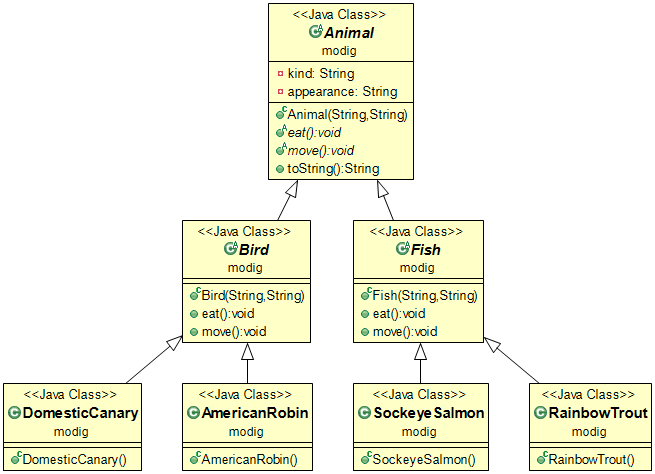 <<Java Class>>
Animal
modig
kind: String
appearance: String
Animal(String,String)
eat():void
move():void
toString():String
<<Java Class>>
Bird
modig
Bird(String,String)
eat():void
move():void
<<Java Class>>
Fish
modig
Fish(String,String)
eat():void
move():void
<<Java Class>>
DomesticCanary
modig
DomesticCanary()
<<Java Class>>
AmericanRobin
modig
AmericanRobin()
<<Java Class>>
SockeyeSalmon
modig
SockeyeSalmon()
<<Java Class>>
RainbowTrout
modig
RainbowTrout()